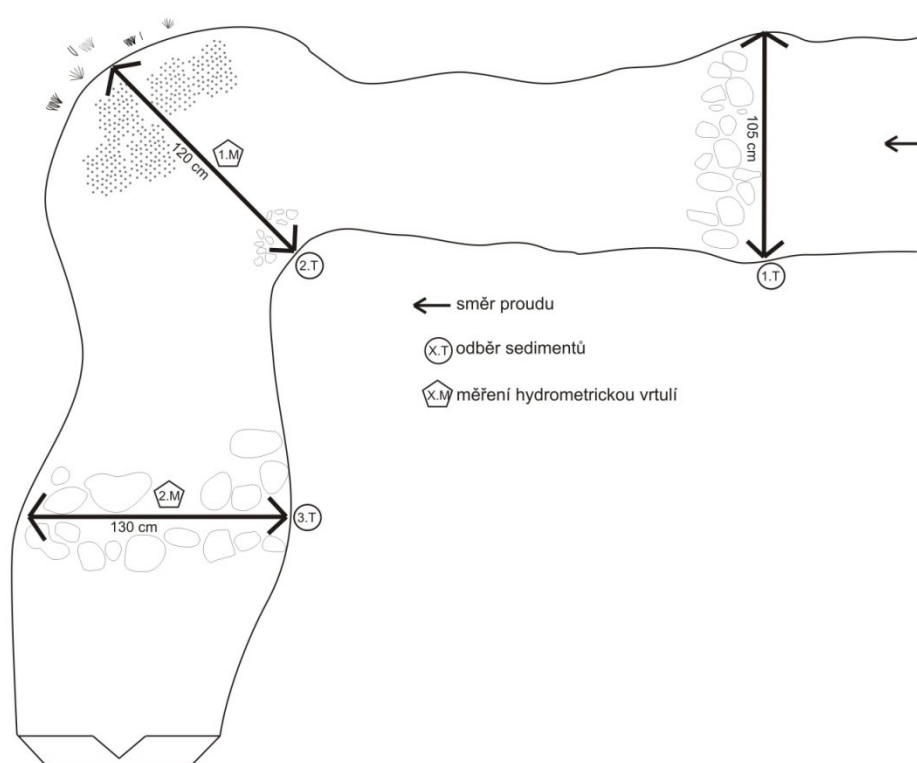 105 cm
1.M
120 cm
2.T
1.T
směr proudu
X.T odběr sedimentů
X.M měření hydrometrickou vrtulí
2.M
130 cm
3.T